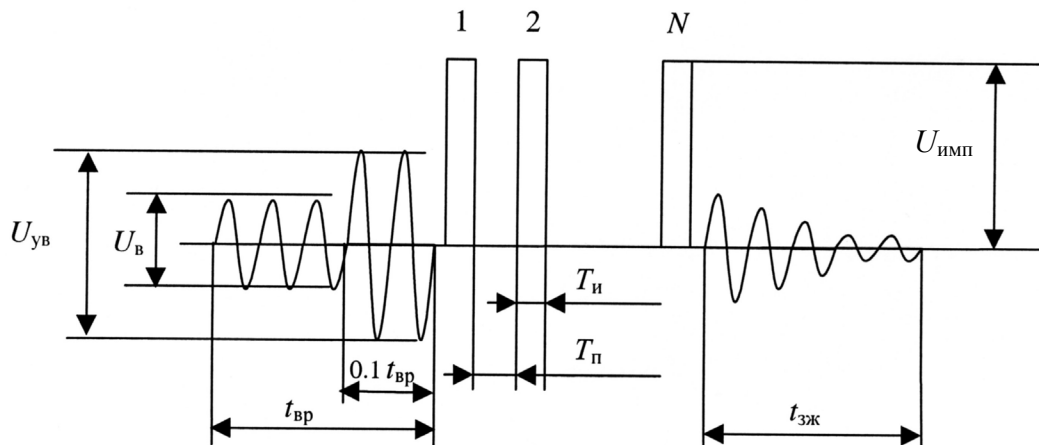 1 2 N
U_имп
U_ув
U_в
T_и
T_п
0.1 t_вр
t_вр
t_зж